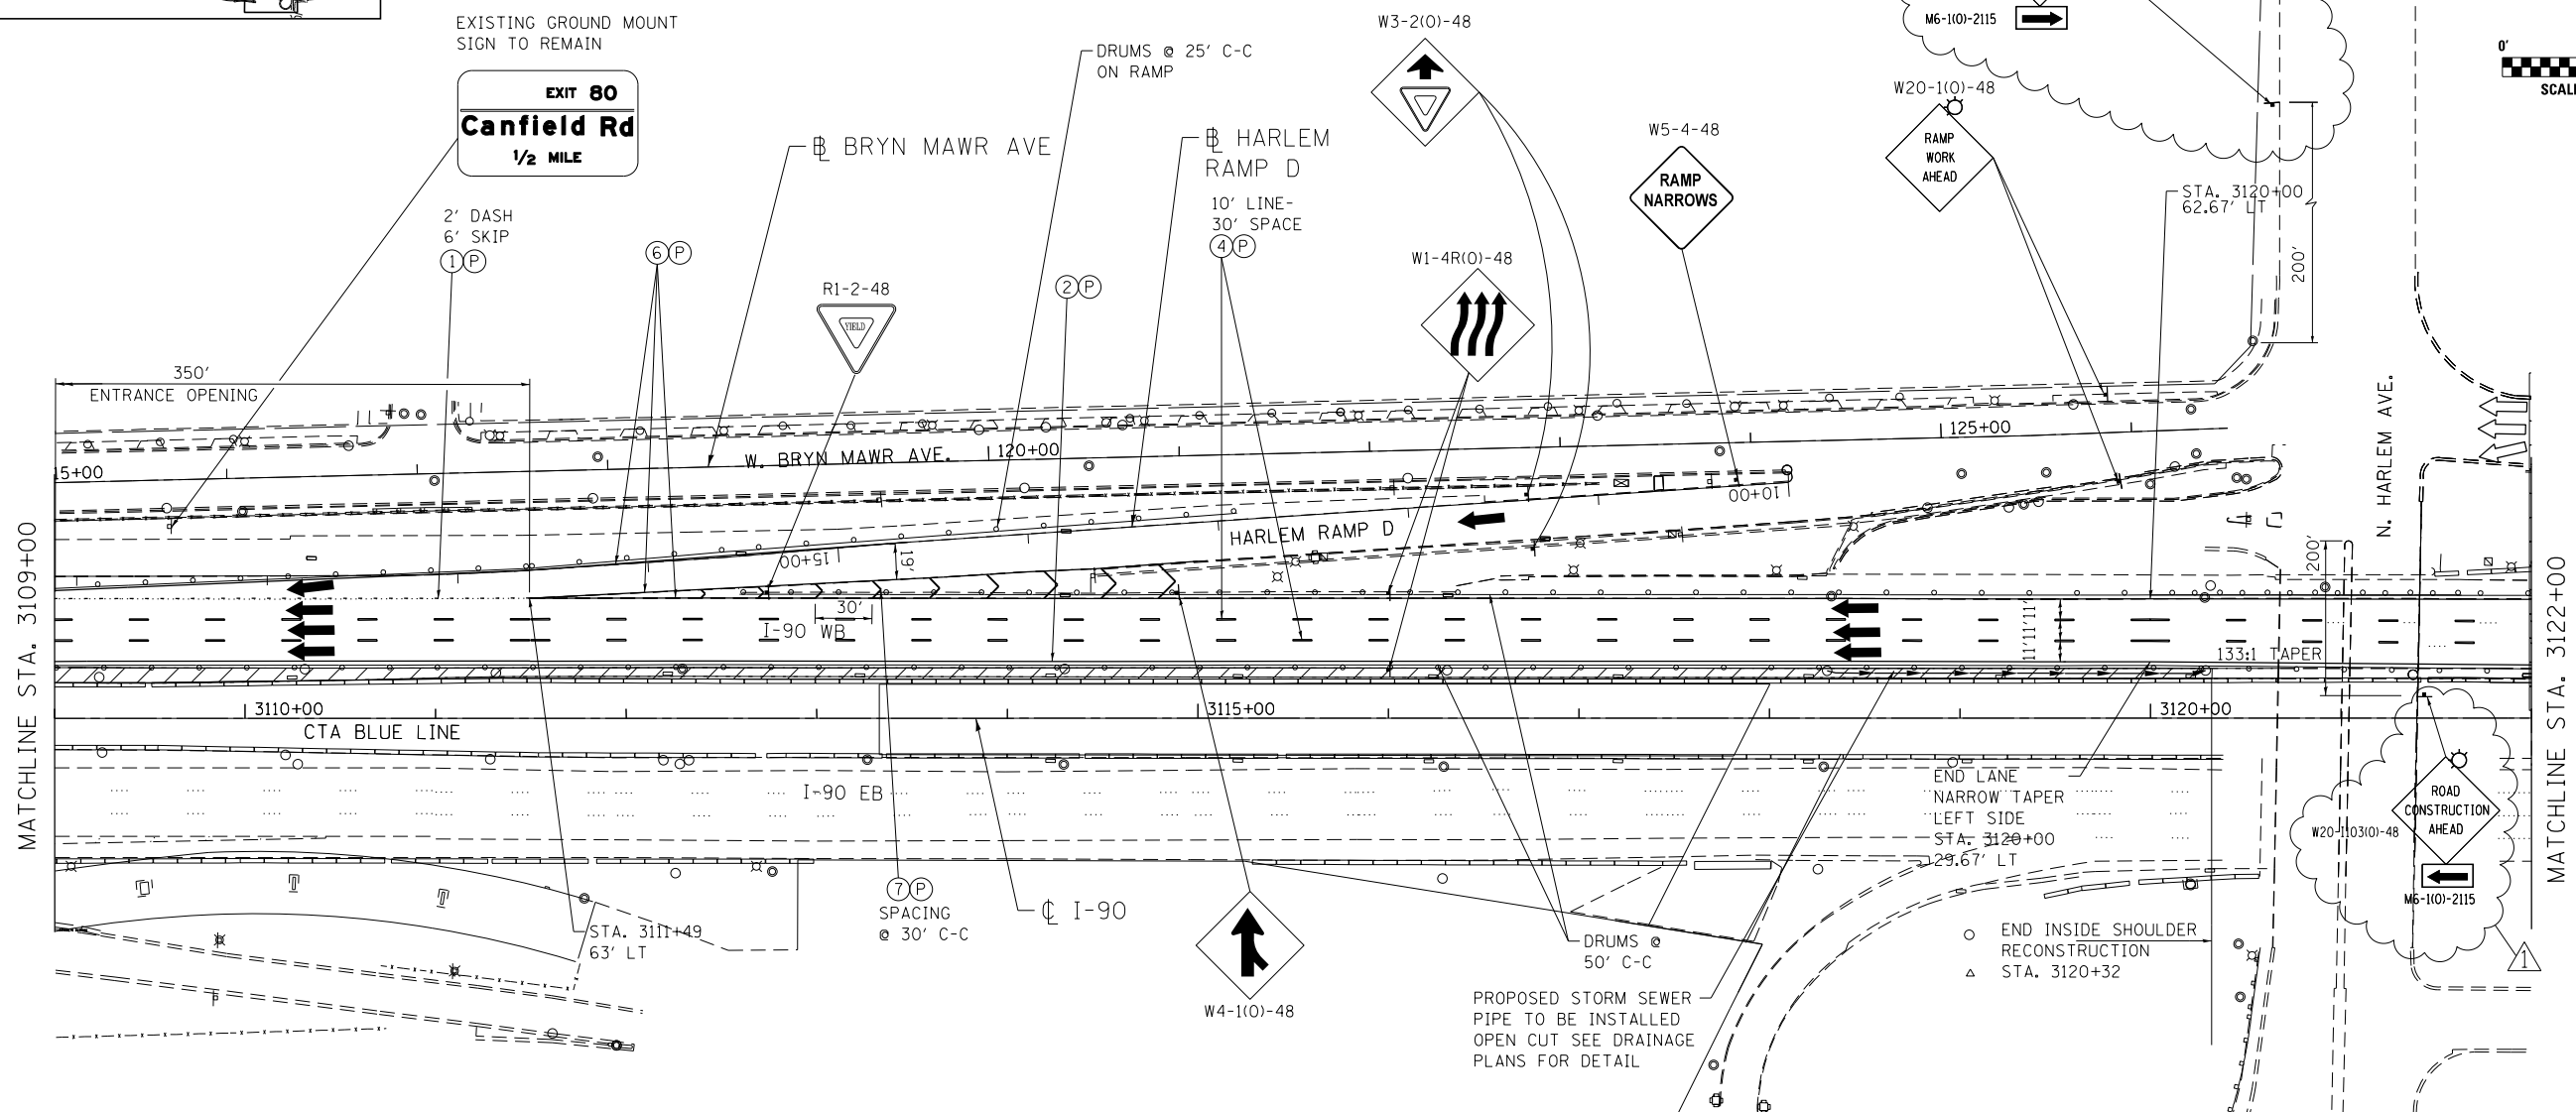 EXISTING GROUND MOUNT
SIGN TO REMAIN
EXIT 80
Canfield Rd
1/2 MILE
2' DASH
6' SKIP
1 P
6 P
R1-2-48
YIELD
℄ BRYN MAWR AVE
DRUMS @ 25' C-C
ON RAMP
2 P
℄ HARLEM
RAMP D
10' LINE-
30' SPACE
4 P
W3-2(O)-48
W1-4R(O)-48
W5-4-48
RAMP
NARROWS
W20-1(O)-48
RAMP
WORK
AHEAD
M6-1(O)-2115
STA. 3120+00
62.67' LT
200'
0'
SCAL
350'
ENTRANCE OPENING
15+00
W. BRYN MAWR AVE.
120+00
125+00
10+00
HARLEM RAMP D
15+00
19'
30'
I-90 WB
11'11'11'
133:1 TAPER
200'
N. HARLEM AVE.
MATCHLINE STA. 3109+00
MATCHLINE STA. 3122+00
3110+00
3115+00
3120+00
CTA BLUE LINE
I-90 EB
STA. 3111+49
63' LT
7 P
SPACING
@ 30' C-C
℄ I-90
W4-1(O)-48
DRUMS @
50' C-C
PROPOSED STORM SEWER
PIPE TO BE INSTALLED
OPEN CUT SEE DRAINAGE
PLANS FOR DETAIL
END LANE
NARROW TAPER
LEFT SIDE
STA. 3120+00
29.67' LT
END INSIDE SHOULDER
RECONSTRUCTION
STA. 3120+32
ROAD
CONSTRUCTION
AHEAD
W20-1103(O)-48
M6-1(O)-2115
1